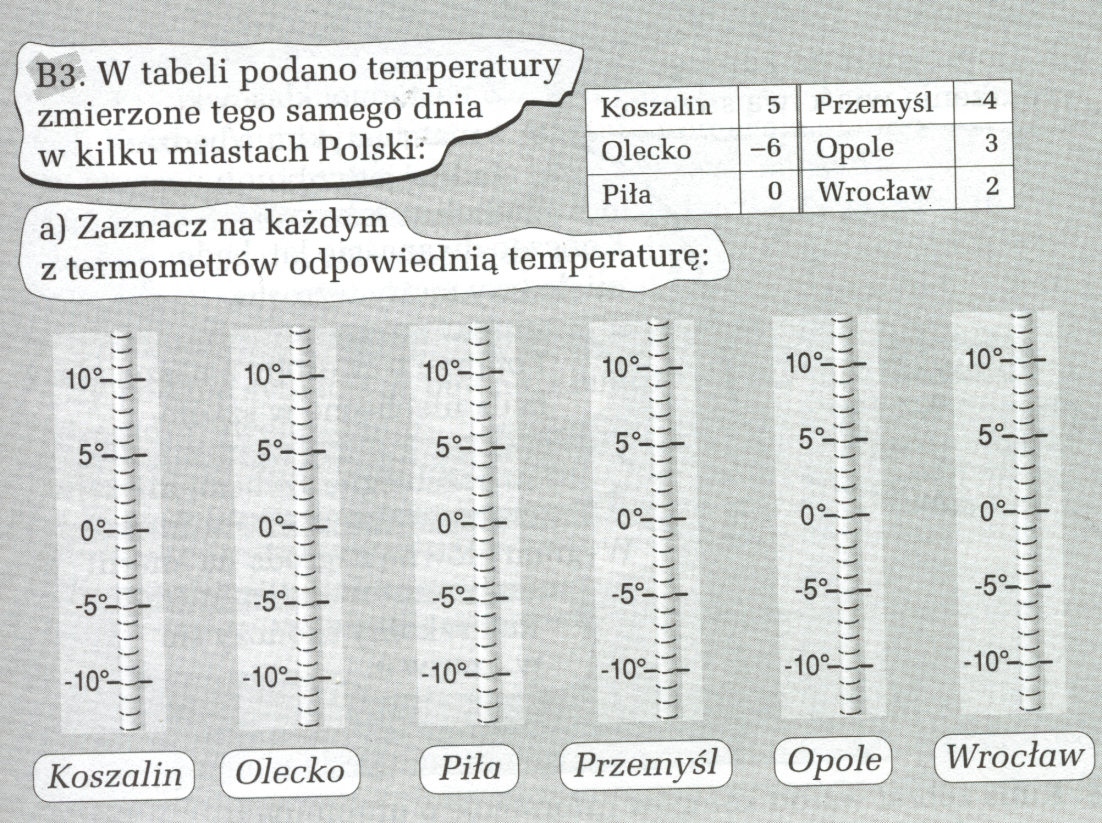 B3. W tabeli podano temperatury
zmierzone tego samego dnia
w kilku miastach Polski:
Koszalin 5 Przemyśl −4
Olecko −6 Opole 3
Piła 0 Wrocław 2
a) Zaznacz na każdym
z termometrów odpowiednią temperaturę:
10° 10° 10° 10° 10° 10°
5° 5° 5° 5° 5° 5°
0° 0° 0° 0° 0° 0°
-5° -5° -5° -5° -5° -5°
-10° -10° -10° -10° -10° -10°
Koszalin Olecko Piła Przemyśl Opole Wrocław